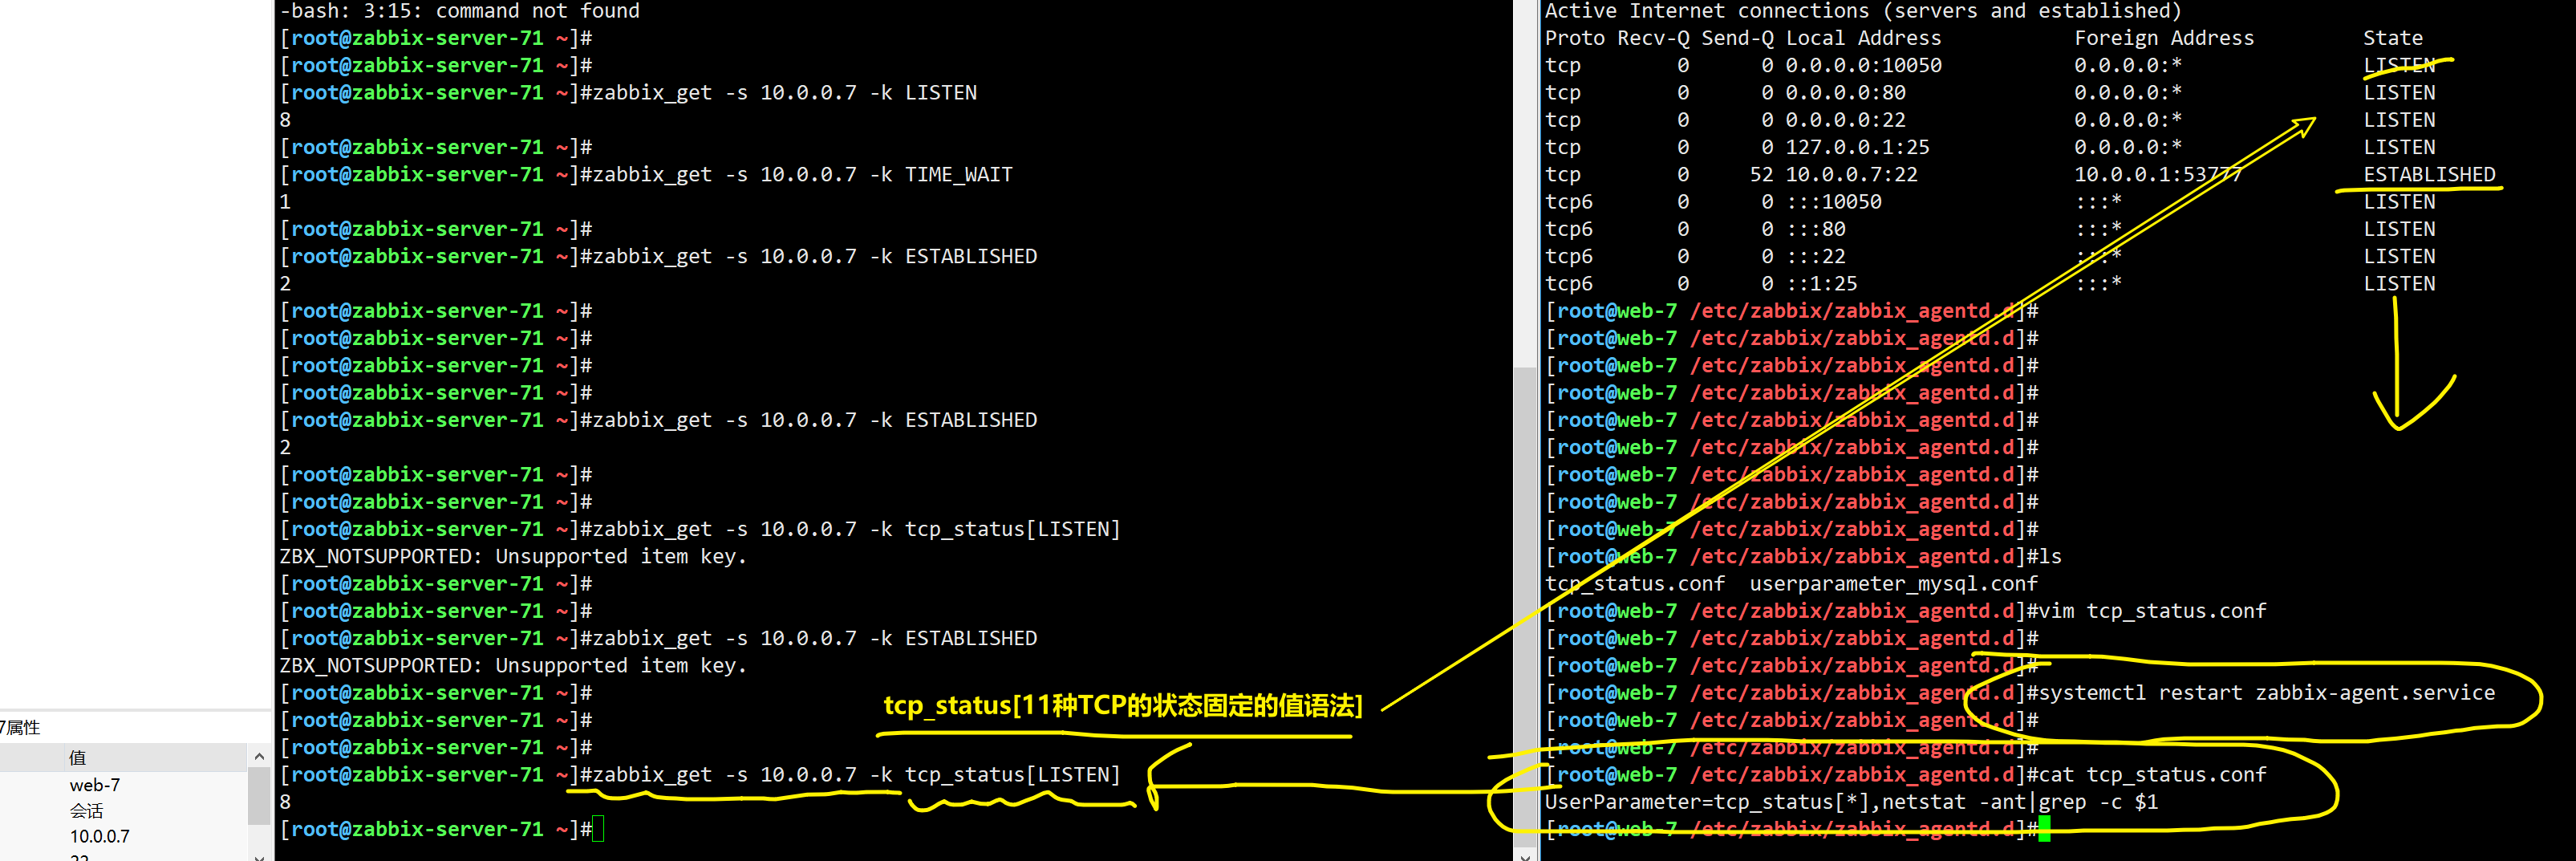 -bash: 3:15: command not found
[root@zabbix-server-71 ~]#
[root@zabbix-server-71 ~]#
[root@zabbix-server-71 ~]#zabbix_get -s 10.0.0.7 -k LISTEN
8
[root@zabbix-server-71 ~]#
[root@zabbix-server-71 ~]#zabbix_get -s 10.0.0.7 -k TIME_WAIT
1
[root@zabbix-server-71 ~]#
[root@zabbix-server-71 ~]#zabbix_get -s 10.0.0.7 -k ESTABLISHED
2
[root@zabbix-server-71 ~]#
[root@zabbix-server-71 ~]#
[root@zabbix-server-71 ~]#
[root@zabbix-server-71 ~]#
[root@zabbix-server-71 ~]#zabbix_get -s 10.0.0.7 -k ESTABLISHED
2
[root@zabbix-server-71 ~]#
[root@zabbix-server-71 ~]#
[root@zabbix-server-71 ~]#zabbix_get -s 10.0.0.7 -k tcp_status[LISTEN]
ZBX_NOTSUPPORTED: Unsupported item key.
[root@zabbix-server-71 ~]#
[root@zabbix-server-71 ~]#
[root@zabbix-server-71 ~]#zabbix_get -s 10.0.0.7 -k ESTABLISHED
ZBX_NOTSUPPORTED: Unsupported item key.
[root@zabbix-server-71 ~]#
[root@zabbix-server-71 ~]#
[root@zabbix-server-71 ~]#
[root@zabbix-server-71 ~]#zabbix_get -s 10.0.0.7 -k tcp_status[LISTEN]
8
[root@zabbix-server-71 ~]#
tcp_status[11种TCP的状态固定的值语法]
Active Internet connections (servers and established)
Proto Recv-Q Send-Q Local Address Foreign Address State
tcp 0 0 0.0.0.0:10050 0.0.0.0:* LISTEN
tcp 0 0 0.0.0.0:80 0.0.0.0:* LISTEN
tcp 0 0 0.0.0.0:22 0.0.0.0:* LISTEN
tcp 0 0 127.0.0.1:25 0.0.0.0:* LISTEN
tcp 0 52 10.0.0.7:22 10.0.0.1:53777 ESTABLISHED
tcp6 0 0 :::10050 :::* LISTEN
tcp6 0 0 :::80 :::* LISTEN
tcp6 0 0 :::22 :::* LISTEN
tcp6 0 0 ::1:25 :::* LISTEN
[root@web-7 /etc/zabbix/zabbix_agentd.d]#
[root@web-7 /etc/zabbix/zabbix_agentd.d]#
[root@web-7 /etc/zabbix/zabbix_agentd.d]#
[root@web-7 /etc/zabbix/zabbix_agentd.d]#
[root@web-7 /etc/zabbix/zabbix_agentd.d]#
[root@web-7 /etc/zabbix/zabbix_agentd.d]#
[root@web-7 /etc/zabbix/zabbix_agentd.d]#
[root@web-7 /etc/zabbix/zabbix_agentd.d]#
[root@web-7 /etc/zabbix/zabbix_agentd.d]#
[root@web-7 /etc/zabbix/zabbix_agentd.d]#ls
tcp_status.conf userparameter_mysql.conf
[root@web-7 /etc/zabbix/zabbix_agentd.d]#vim tcp_status.conf
[root@web-7 /etc/zabbix/zabbix_agentd.d]#
[root@web-7 /etc/zabbix/zabbix_agentd.d]#
[root@web-7 /etc/zabbix/zabbix_agentd.d]#systemctl restart zabbix-agent.service
[root@web-7 /etc/zabbix/zabbix_agentd.d]#
[root@web-7 /etc/zabbix/zabbix_agentd.d]#
[root@web-7 /etc/zabbix/zabbix_agentd.d]#cat tcp_status.conf
UserParameter=tcp_status[*],netstat -ant|grep -c $1
[root@web-7 /etc/zabbix/zabbix_agentd.d]#
7属性
值
web-7
会话
10.0.0.7